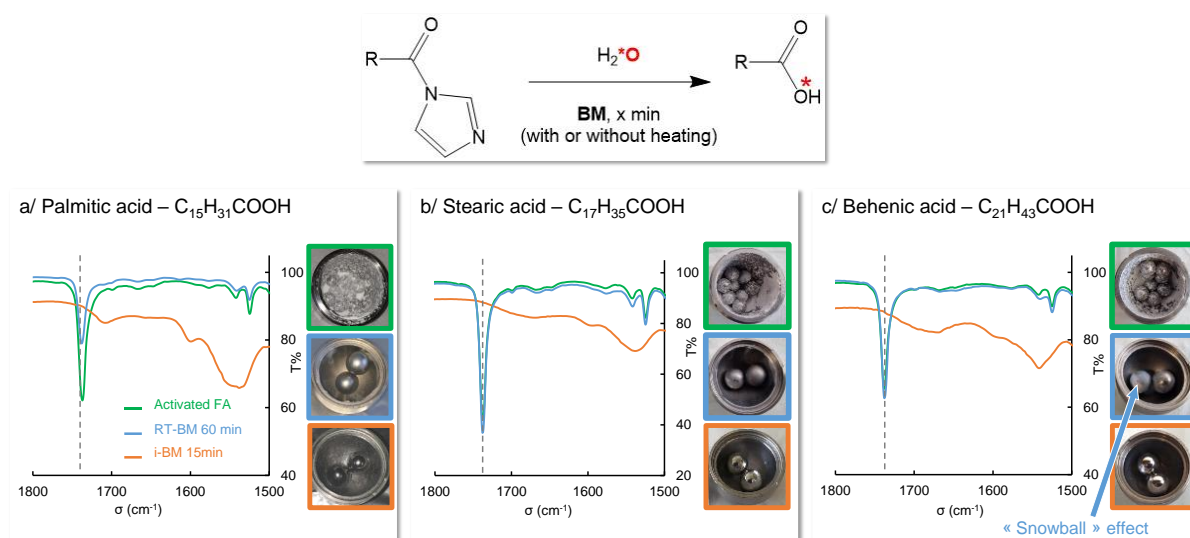 O
R
N
N
H₂*O
BM, x min
(with or without heating)
O
R
*
OH
a/ Palmitic acid – C₁₅H₃₁COOH
100
80
60
40
T%
Activated FA
RT-BM 60 min
i-BM 15min
1800
1700
1600
1500
σ (cm⁻¹)
b/ Stearic acid – C₁₇H₃₅COOH
100
80
60
40
20
T%
1800
1700
1600
1500
σ (cm⁻¹)
c/ Behenic acid – C₂₁H₄₃COOH
100
80
60
40
T%
1800
1700
1600
1500
σ (cm⁻¹)
« Snowball » effect